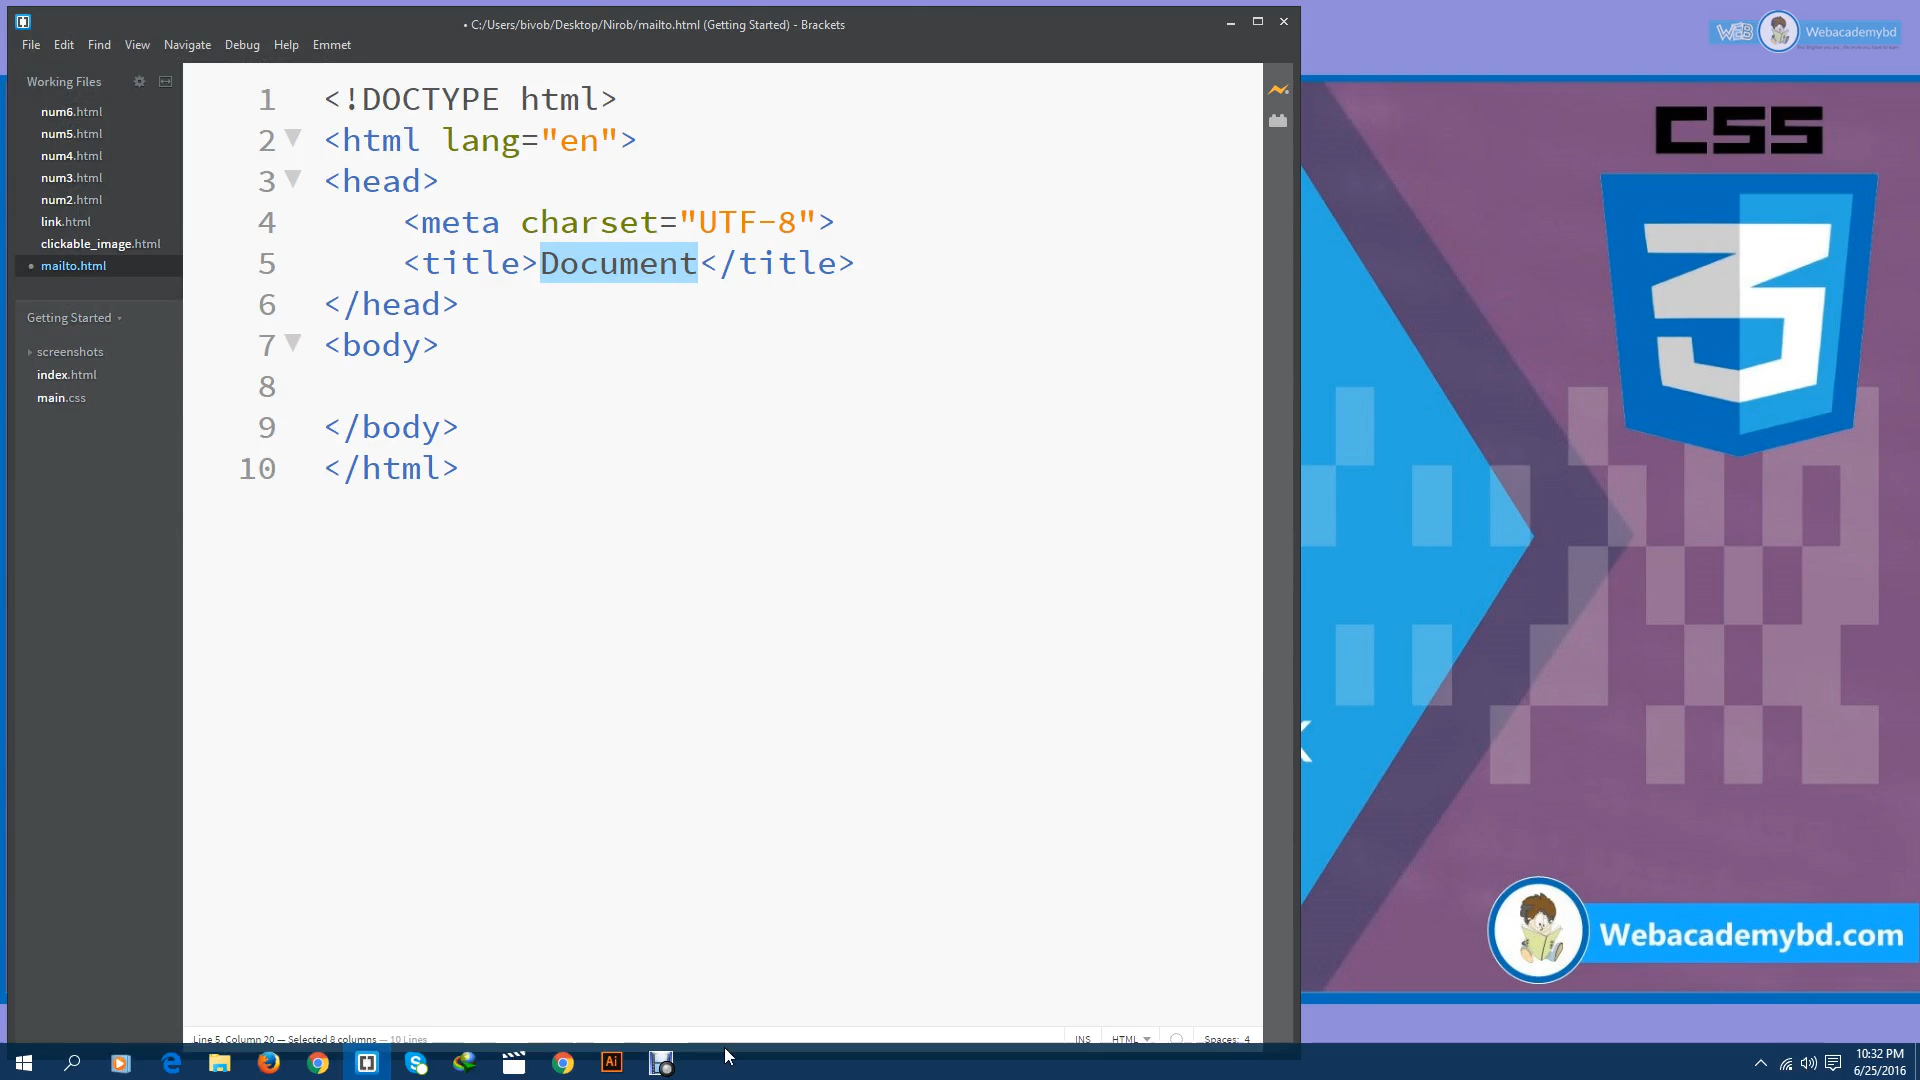 C:/Users/bivob/Desktop/Nirob/mailto.html (Getting Started) - Brackets
File Edit Find View Navigate Debug Help Emmet
WEB Webacademybd
Working Files
num6.html
num5.html
num4.html
num3.html
num2.html
link.html
clickable_image.html
mailto.html
Getting Started
screenshots
index.html
main.css
1 <!DOCTYPE html>
2 <html lang="en">
3 <head>
4 <meta charset="UTF-8">
5 <title>Document</title>
6 </head>
7 <body>
8
9 </body>
10 </html>
CSS
3
Webacademybd.com
Line 5, Column 20 — Selected 8 columns — 10 Lines
INS HTML Spaces: 4
Ai
10:32 PM
6/25/2016